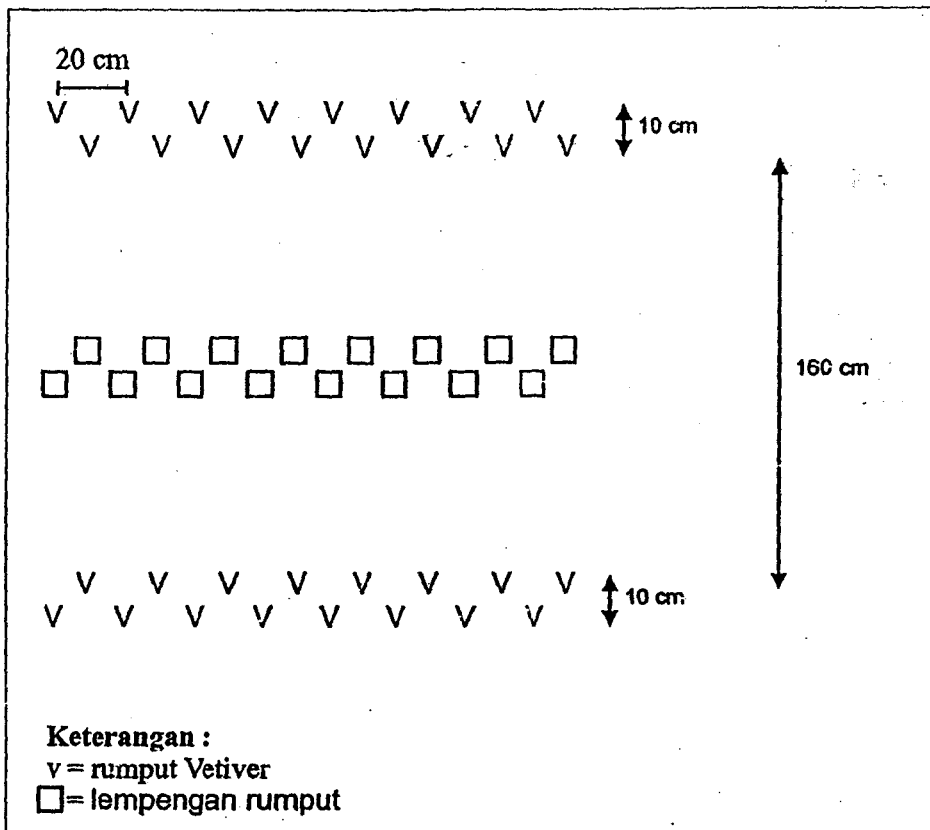 20 cm
V V V V V V V V
10 cm
V V V V V V V V
160 cm
V V V V V V V V
10 cm
V V V V V V V V
Keterangan :
v = rumput Vetiver
= lempengan rumput